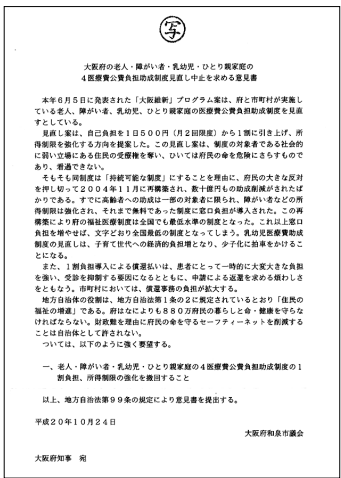 写
大阪府の老人・障がい者・乳幼児・ひとり親家庭の
4医療費公費負担助成制度見直し中止を求める意見書
本年6月5日に発表された「大阪維新」プログラム案は、府と市町村が実施し
ている老人、障がい者、乳幼児、ひとり親家庭の医療費公費負担助成制度を見直
すとしている。
見直し案は、自己負担を1日500円(月2回限度)から1割に引き上げ、所
得制限を強化する方向を提案した。この見直し案は、制度の対象者である社会的
に弱い立場にある住民の受療権を奪い、ひいては府民の命を危険にさらすもので
あり、看過できない。
そもそも同制度は「持続可能な制度」にすることを理由に、府民の大きな反対
を押し切って2004年11月に再構築され、数十億円もの助成削減がされたば
かりである。すでに高齢者への助成は一部の対象者に限られ、障がい者などの所
得制限は強化され、それまで無料であった制度に窓口負担が導入された。この再
構築により府の福祉医療制度は全国でも最低水準の制度となった。これ以上窓口
負担を増やせば、文字どおり全国最低の制度となってしまう。乳幼児医療費助成
制度の見直しは、子育て世代への経済的負担増となり、少子化に拍車をかけるこ
とになる。
また、1割負担導入による償還払いは、患者にとって一時的に大変大きな負担
を強い、受診を抑制する要因になるとともに、申請による返還を求める煩わしさ
をともなう。市町村においては、償還事務の負担が拡大する。
地方自治体の役割は、地方自治法第1条の2に規定されているとおり「住民の
福祉の増進」である。府はなによりも880万府民の暮らしと命・健康を守らな
ければならない。財政難を理由に府民の命を守るセーフティーネットを削減する
ことは自治体として許されない。
ついては、以下のように強く要望する。
一、老人・障がい者・乳幼児・ひとり親家庭の4医療費公費負担助成制度の1
割負担、所得制限の強化を撤回すること
以上、地方自治法第99条の規定により意見書を提出する。
平成20年10月24日
大阪府和泉市議会
大阪府知事 宛